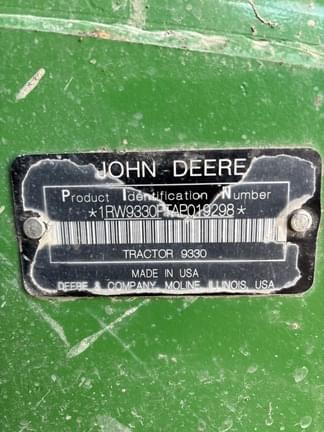 JOHN DEERE
Product Identification Number
*1RW9330PTAP019298*
TRACTOR 9330
MADE IN USA
DEERE & COMPANY MOLINE ILLINOIS USA